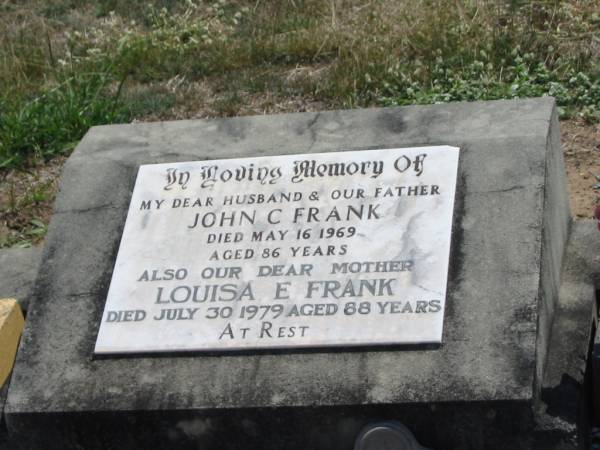 In Loving Memory Of
MY DEAR HUSBAND & OUR FATHER
JOHN C FRANK
DIED MAY 16 1969
AGED 86 YEARS
ALSO OUR DEAR MOTHER
LOUISA E FRANK
DIED JULY 30 1979 AGED 88 YEARS
AT REST